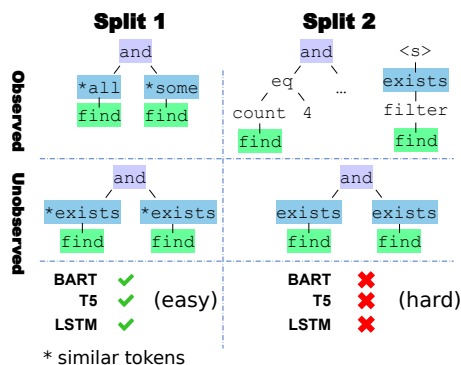 Split 1
Split 2
Observed
and
*all *some
find find
and
eq …
count 4
find
<s>
exists
filter
find
Unobserved
and
*exists *exists
find find
and
exists exists
find find
BART ✓
T5 ✓ (easy)
LSTM ✓
BART ✖
T5 ✖ (hard)
LSTM ✖
* similar tokens